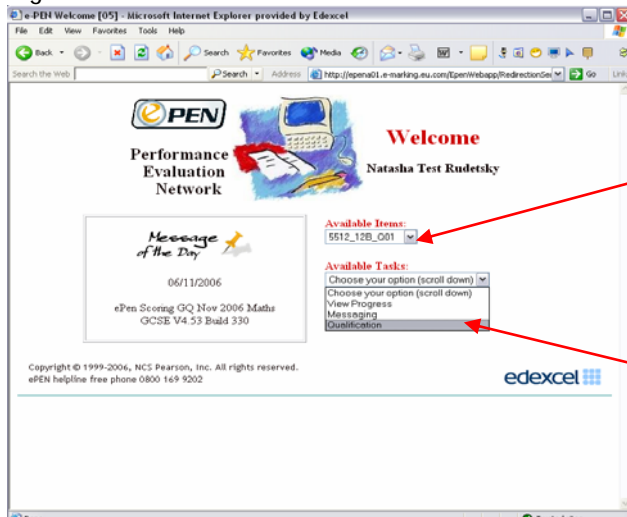 e-PEN Welcome [05] - Microsoft Internet Explorer provided by Edexcel
File Edit View Favorites Tools Help
Back Search Favorites Media
Search the Web Search Address http://epena01.e-marking.eu.com/EpenWebapp/RedirectionSer Go Link
ePEN
Performance
Evaluation
Network
Welcome
Natasha Test Rudetsky
Message
of the Day
06/11/2006
ePen Scoring GQ Nov 2006 Maths
GCSE V4.53 Build 330
Available Items:
5512_12B_Q01
Available Tasks:
Choose your option (scroll down)
Choose your option (scroll down)
View Progress
Messaging
Qualification
Copyright © 1999-2006, NCS Pearson, Inc. All rights reserved.
ePEN helpline free phone 0800 169 9202
edexcel